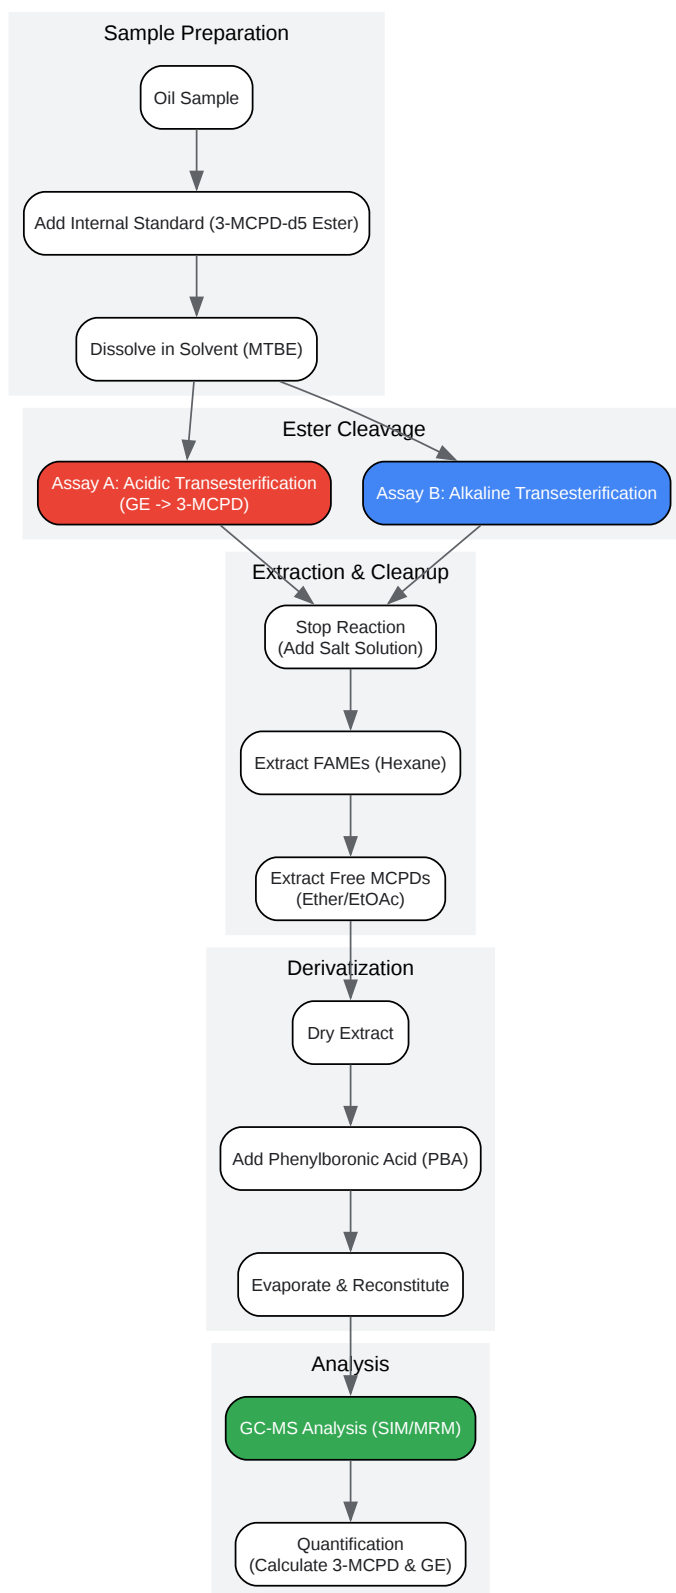 Sample Preparation
Oil Sample
Add Internal Standard (3-MCPD-d5 Ester)
Dissolve in Solvent (MTBE)
Ester Cleavage
Assay A: Acidic Transesterification
(GE -> 3-MCPD)
Assay B: Alkaline Transesterification
Extraction & Cleanup
Stop Reaction
(Add Salt Solution)
Extract FAMEs (Hexane)
Extract Free MCPDs
(Ether/EtOAc)
Derivatization
Dry Extract
Add Phenylboronic Acid (PBA)
Evaporate & Reconstitute
Analysis
GC-MS Analysis (SIM/MRM)
Quantification
(Calculate 3-MCPD & GE)